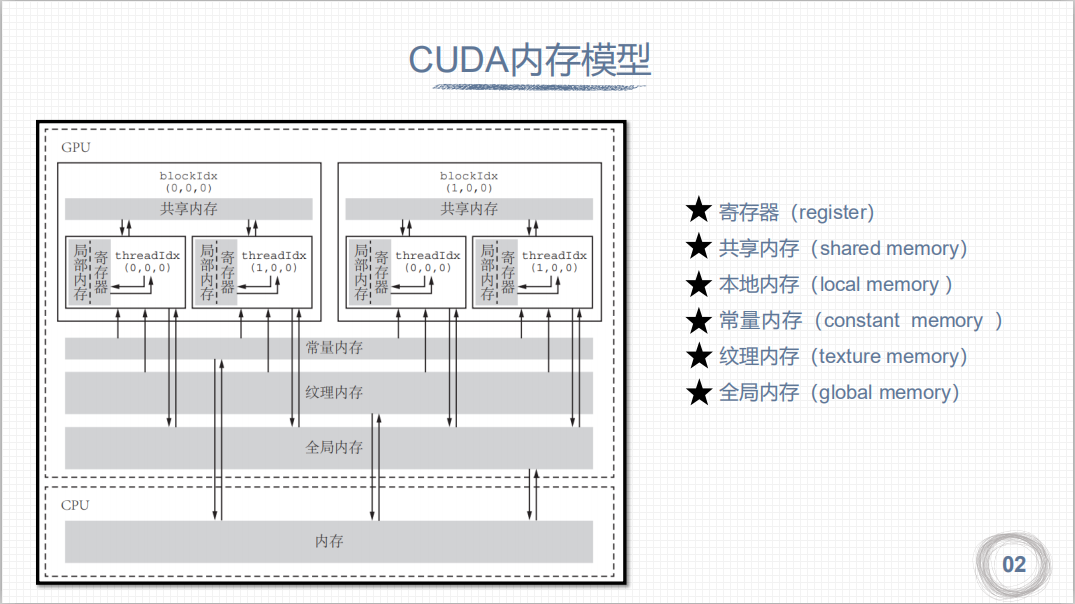 CUDA内存模型
GPU
blockIdx
(0,0,0)
共享内存
局部内存
寄存器
threadIdx
(0,0,0)
局部内存
寄存器
threadIdx
(1,0,0)
blockIdx
(1,0,0)
共享内存
局部内存
寄存器
threadIdx
(0,0,0)
局部内存
寄存器
threadIdx
(1,0,0)
常量内存
纹理内存
全局内存
CPU
内存
寄存器（register）
共享内存（shared memory）
本地内存（local memory ）
常量内存（constant  memory  ）
纹理内存（texture memory）
全局内存（global memory）
02